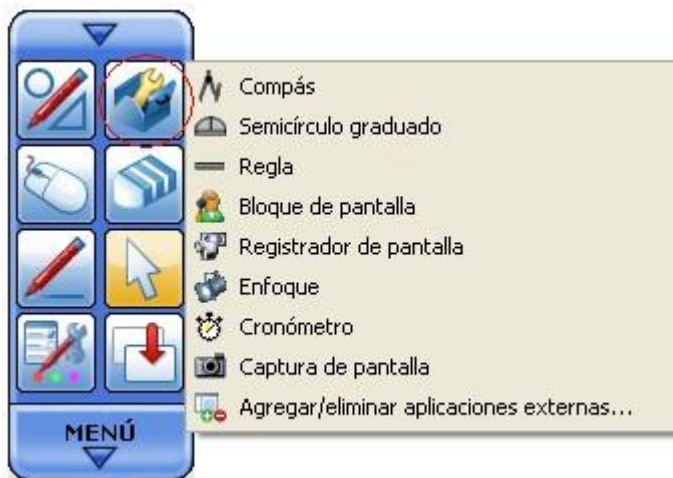 Compás
Semicírculo graduado
Regla
Bloque de pantalla
Registrador de pantalla
Enfoque
Cronómetro
Captura de pantalla
Agregar/eliminar aplicaciones externas...
MENÚ